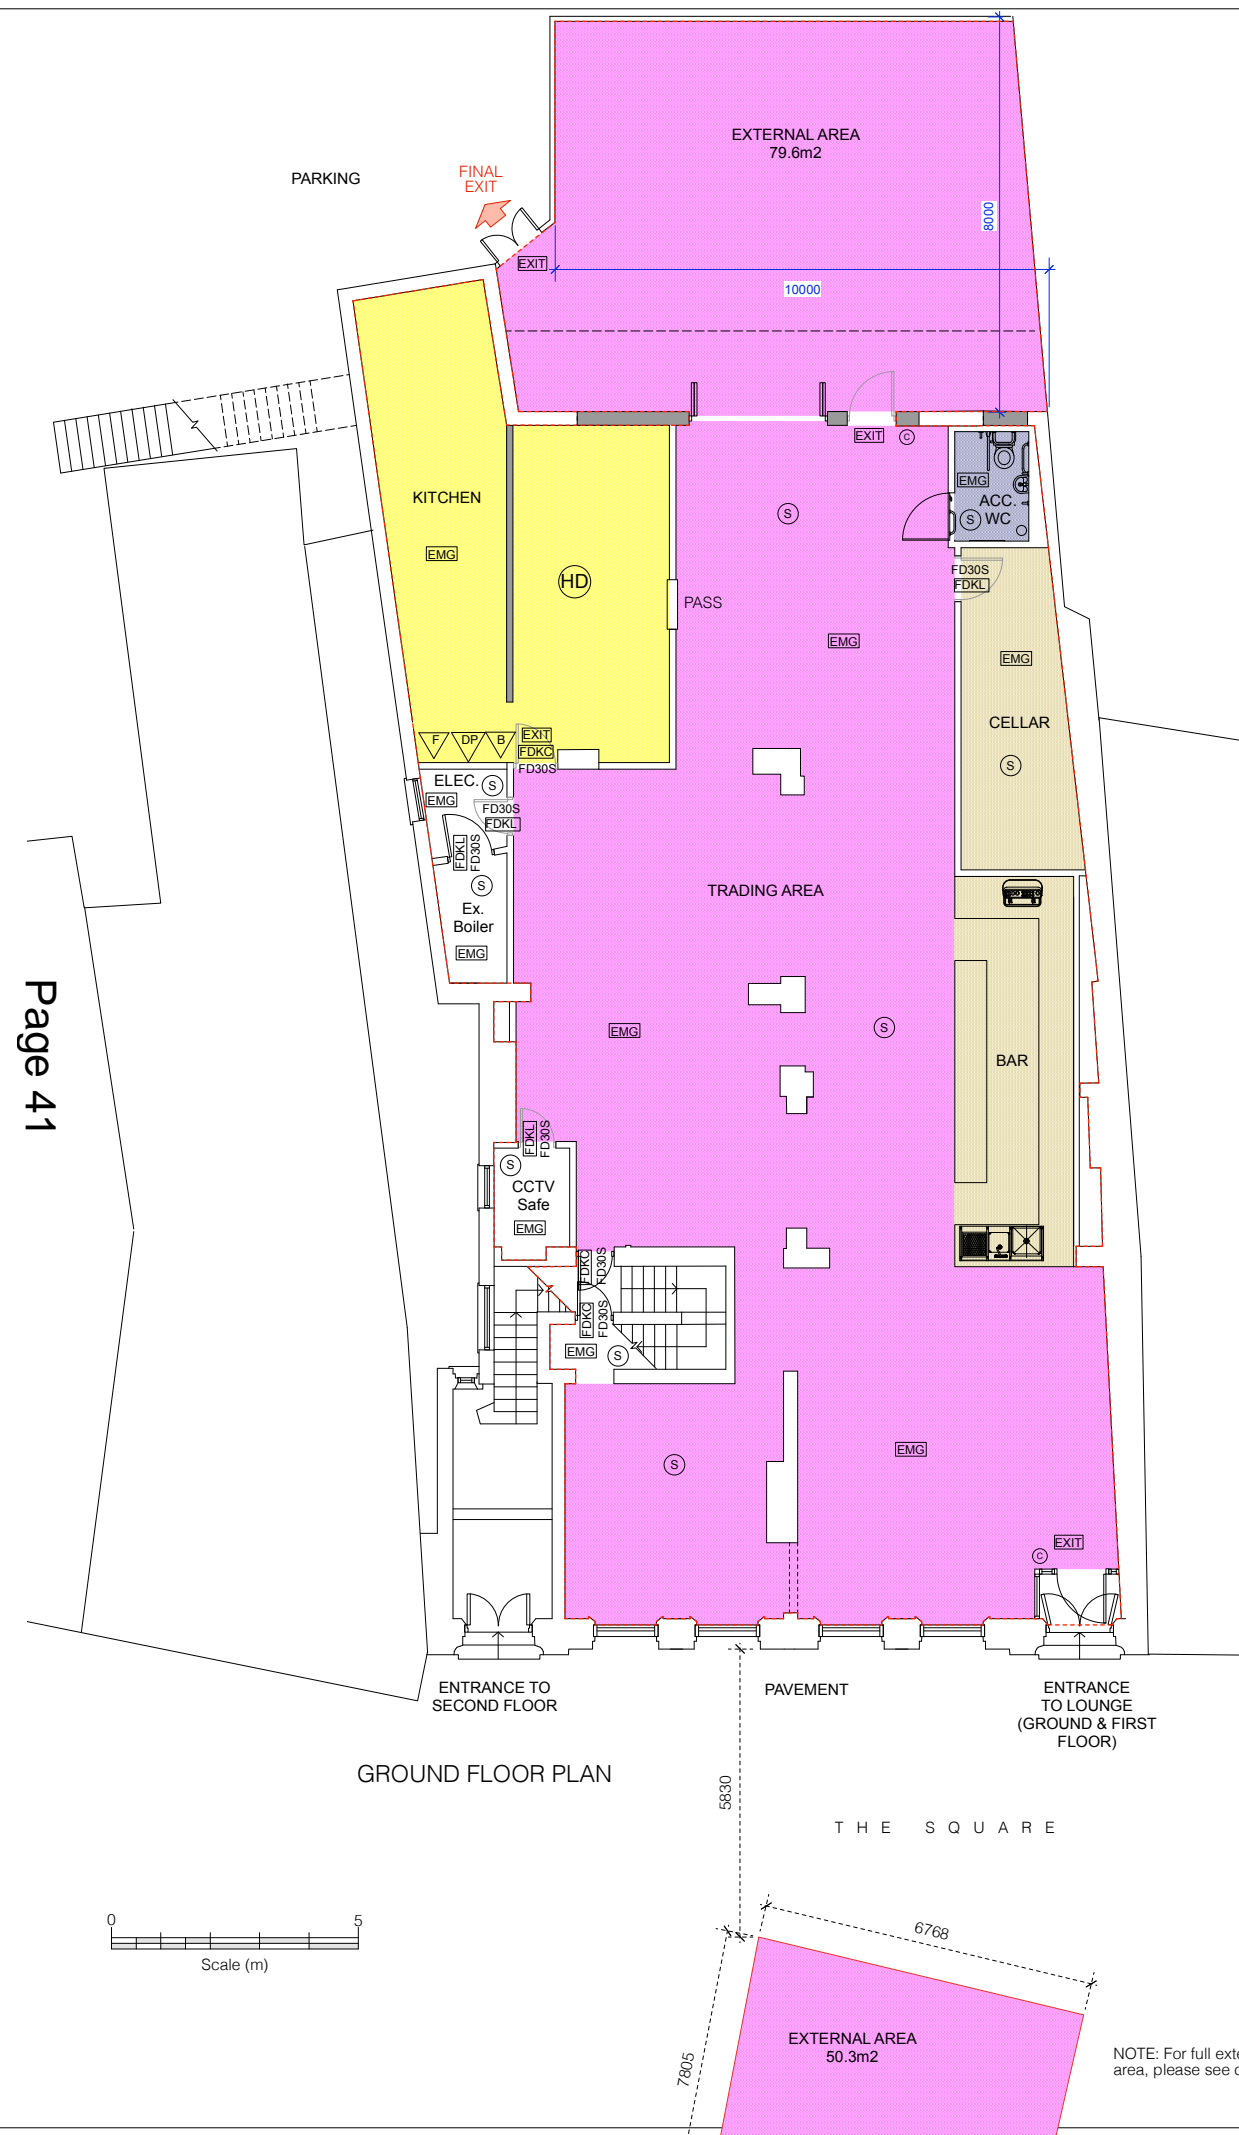 EXTERNAL AREA
79.6m2
PARKING
FINAL
EXIT
8000
EXIT
10000
EXIT
C
KITCHEN
EMG
ACC.
WC
S
S
EMG
HD
FD30S
FDKL
PASS
EMG
EMG
CELLAR
S
F
DP
B
EXIT
FDKC
FD30S
ELEC.
S
EMG
FD30S
FDKL
FDKL
FD30S
S
Ex.
Boiler
EMG
TRADING AREA
Page 41
EMG
S
BAR
FDKL
FD30S
S
CCTV
Safe
EMG
FDKC
FD30S
FDKC
FD30S
EMG
S
EMG
S
EXIT
C
ENTRANCE TO
SECOND FLOOR
PAVEMENT
ENTRANCE
TO LOUNGE
(GROUND & FIRST
FLOOR)
GROUND FLOOR PLAN
5830
THE SQUARE
0
5
Scale (m)
6768
7805
EXTERNAL AREA
50.3m2
NOTE: For full exte
area, please see d